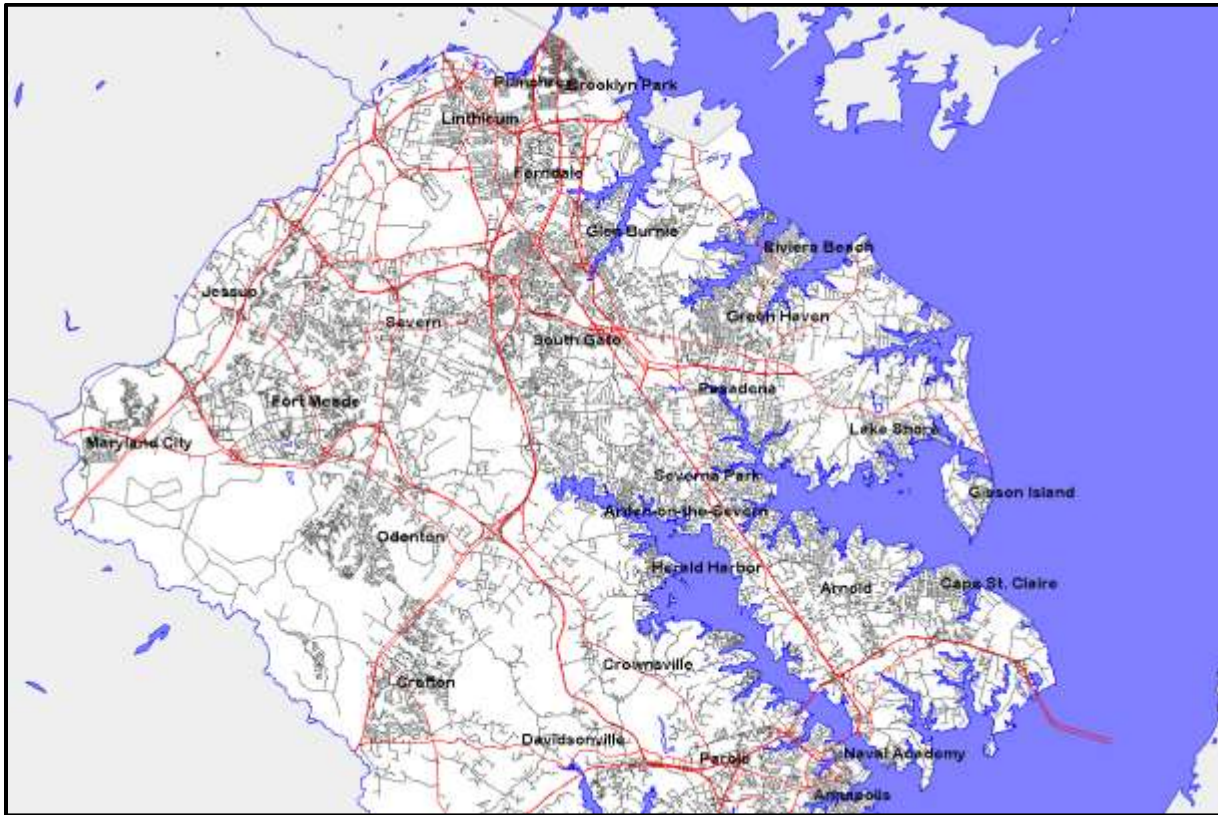 Pumphrey
Brooklyn Park
Linthicum
Ferndale
Glen Burnie
Riviera Beach
Jessup
Severn
Green Haven
South Gate
Pasadena
Fort Meade
Lake Shore
Maryland City
Severna Park
Gibson Island
Arden-on-the-Severn
Odenton
Herald Harbor
Arnold
Cape St. Claire
Crownsville
Crofton
Davidsonville
Parole
Naval Academy
Annapolis